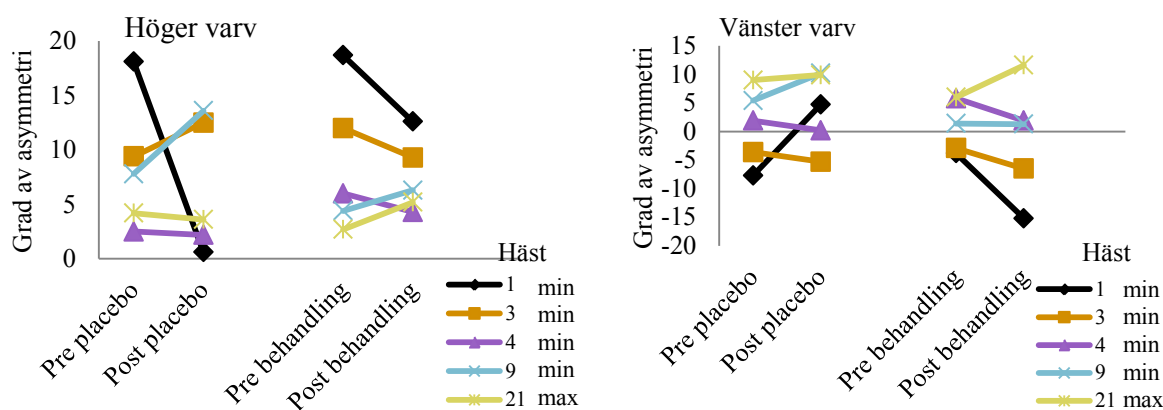 Höger varv
Grad av asymmetri
20
15
10
5
0
Pre placebo
Post placebo
Pre behandling
Post behandling
Häst
1 min
3 min
4 min
9 min
21 max
Vänster varv
Grad av asymmetri
15
10
5
0
-5
-10
-15
-20
Pre placebo
Post placebo
Pre behandling
Post behandling
Häst
1 min
3 min
4 min
9 min
21 max